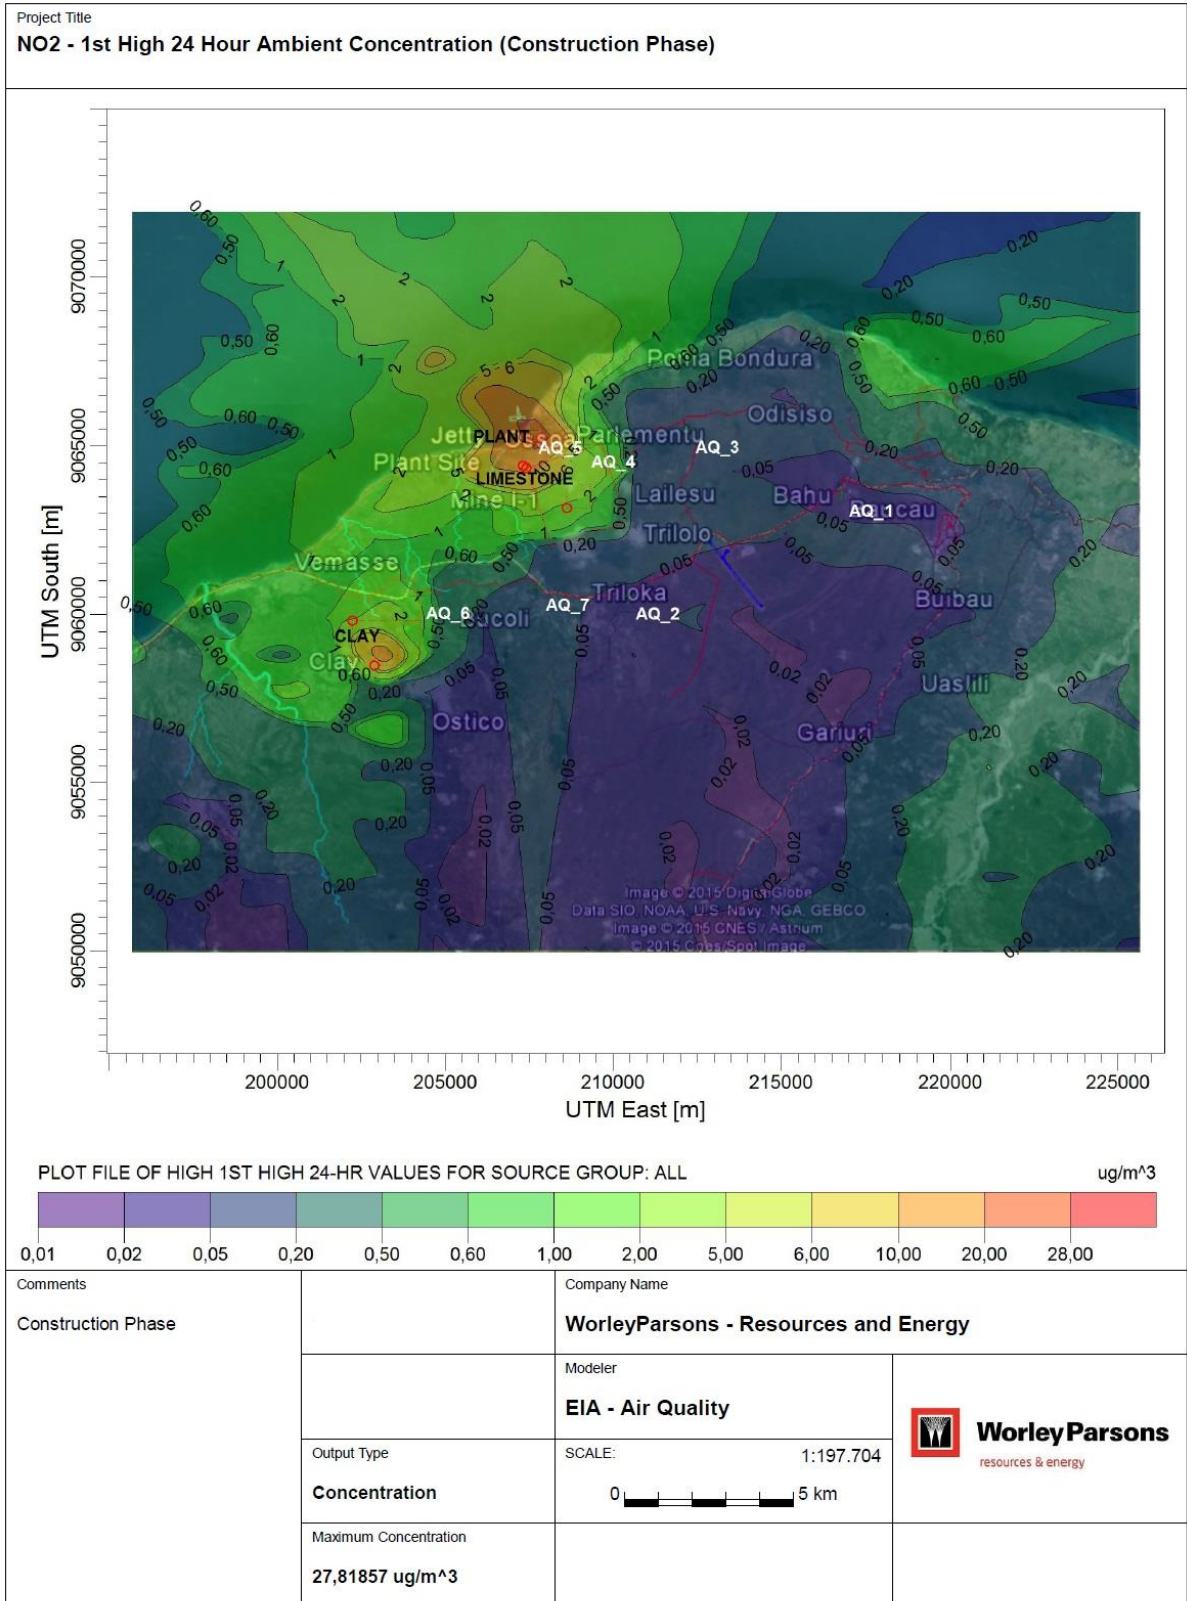 Project Title
NO2 - 1st High 24 Hour Ambient Concentration (Construction Phase)
UTM South [m]
9070000
9065000
9060000
9055000
9050000
Ponia Bondura
Odisiso
Jetty
PLANT
Ossoa
Parlementu
AQ_5
AQ_3
Plant Site
AQ_4
LIMESTONE
Mine I-1
Lailesu
Bahu
AQ_1
Baucau
Trilolo
Vemasse
Triloka
Buibau
AQ_6
AQ_7
AQ_2
Bucoli
CLAY
Clay
Uaslili
Ostico
Gariuri
Image © 2015 DigitalGlobe
Data SIO, NOAA, U.S. Navy, NGA, GEBCO
Image © 2015 CNES / Astrium
© 2015 Cnes/Spot Image
200000 205000 210000 215000 220000 225000
UTM East [m]
PLOT FILE OF HIGH 1ST HIGH 24-HR VALUES FOR SOURCE GROUP: ALL ug/m^3
0,01 0,02 0,05 0,20 0,50 0,60 1,00 2,00 5,00 6,00 10,00 20,00 28,00
Comments
Construction Phase
Company Name
WorleyParsons - Resources and Energy
Modeler
EIA - Air Quality
Output Type
Concentration
SCALE: 1:197.704
0 5 km
Maximum Concentration
27,81857 ug/m^3
WorleyParsons
resources & energy